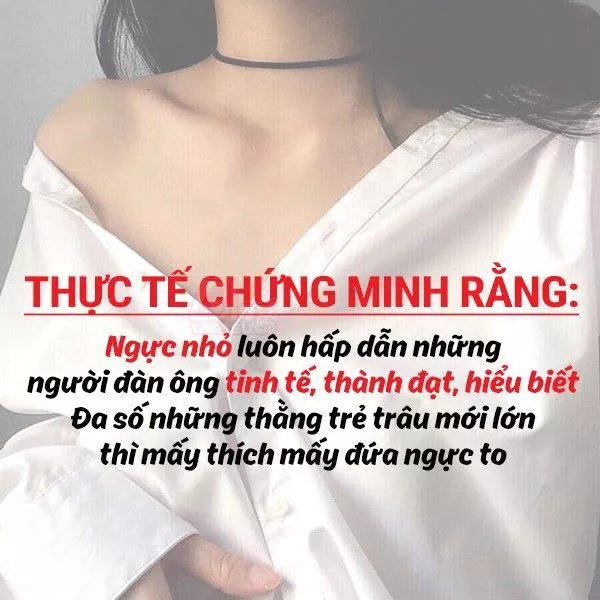 THỰC TẾ CHỨNG MINH RẰNG:
Ngực nhỏ luôn hấp dẫn những
người đàn ông tinh tế, thành đạt, hiểu biết
Đa số những thằng trẻ trâu mới lớn
thì mấy thích mấy đứa ngực to